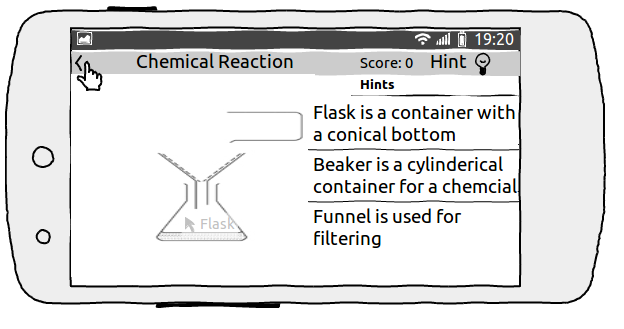 19:20
Chemical Reaction Score: 0 Hint
Hints
Flask is a container with
a conical bottom
Beaker is a cylinderical
container for a chemcial
Funnel is used for
filtering
Flask